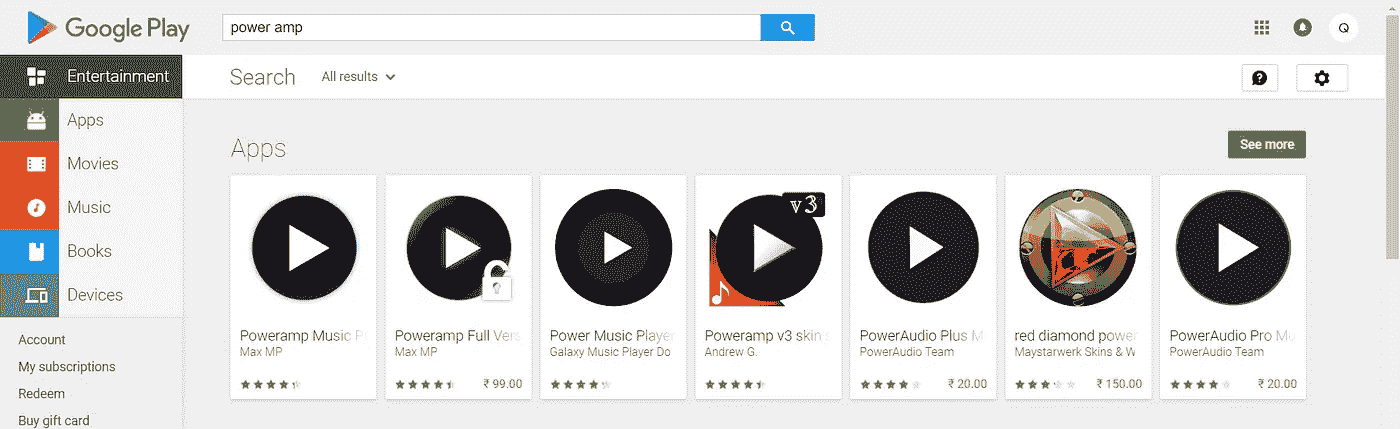 Google Play
power amp
Q
Entertainment
Search
All results
Apps
Movies
Music
Books
Devices
Account
My subscriptions
Redeem
Buy gift card
Apps
See more
v3
Poweramp Music P
Max MP
Poweramp Full Vers
Max MP
₹ 99.00
Power Music Player
Galaxy Music Player Do
Poweramp v3 skin s
Andrew G.
PowerAudio Plus M
PowerAudio Team
₹ 20.00
red diamond power
Maystarwerk Skins & W
₹ 150.00
PowerAudio Pro Mu
PowerAudio Team
₹ 20.00